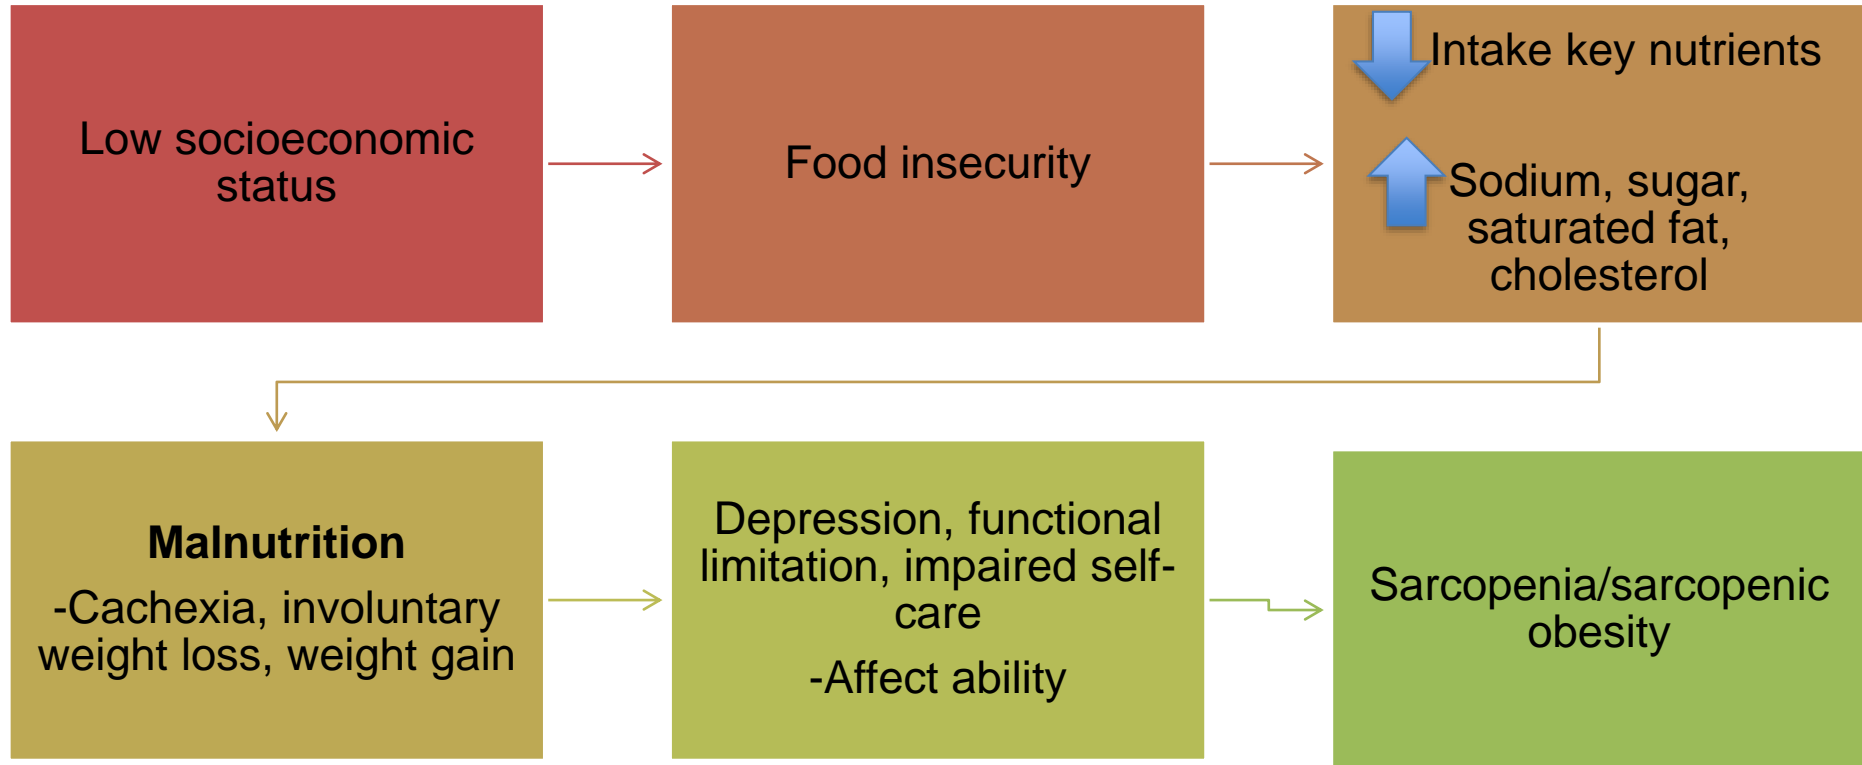 Low socioeconomic
status
Food insecurity
Intake key nutrients
Sodium, sugar,
saturated fat,
cholesterol
Malnutrition
-Cachexia, involuntary
weight loss, weight gain
Depression, functional
limitation, impaired self-
care
-Affect ability
Sarcopenia/sarcopenic
obesity